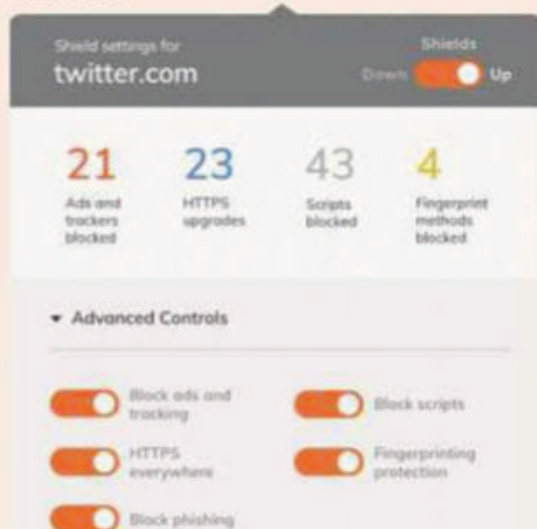 Shield settings for
twitter.com
Shields
Down Up
21 23 43 4
Ads and trackers blocked
HTTPS upgrades
Scripts blocked
Fingerprint methods blocked
Advanced Controls
Block ads and tracking
Block scripts
HTTPS everywhere
Fingerprinting protection
Block phishing